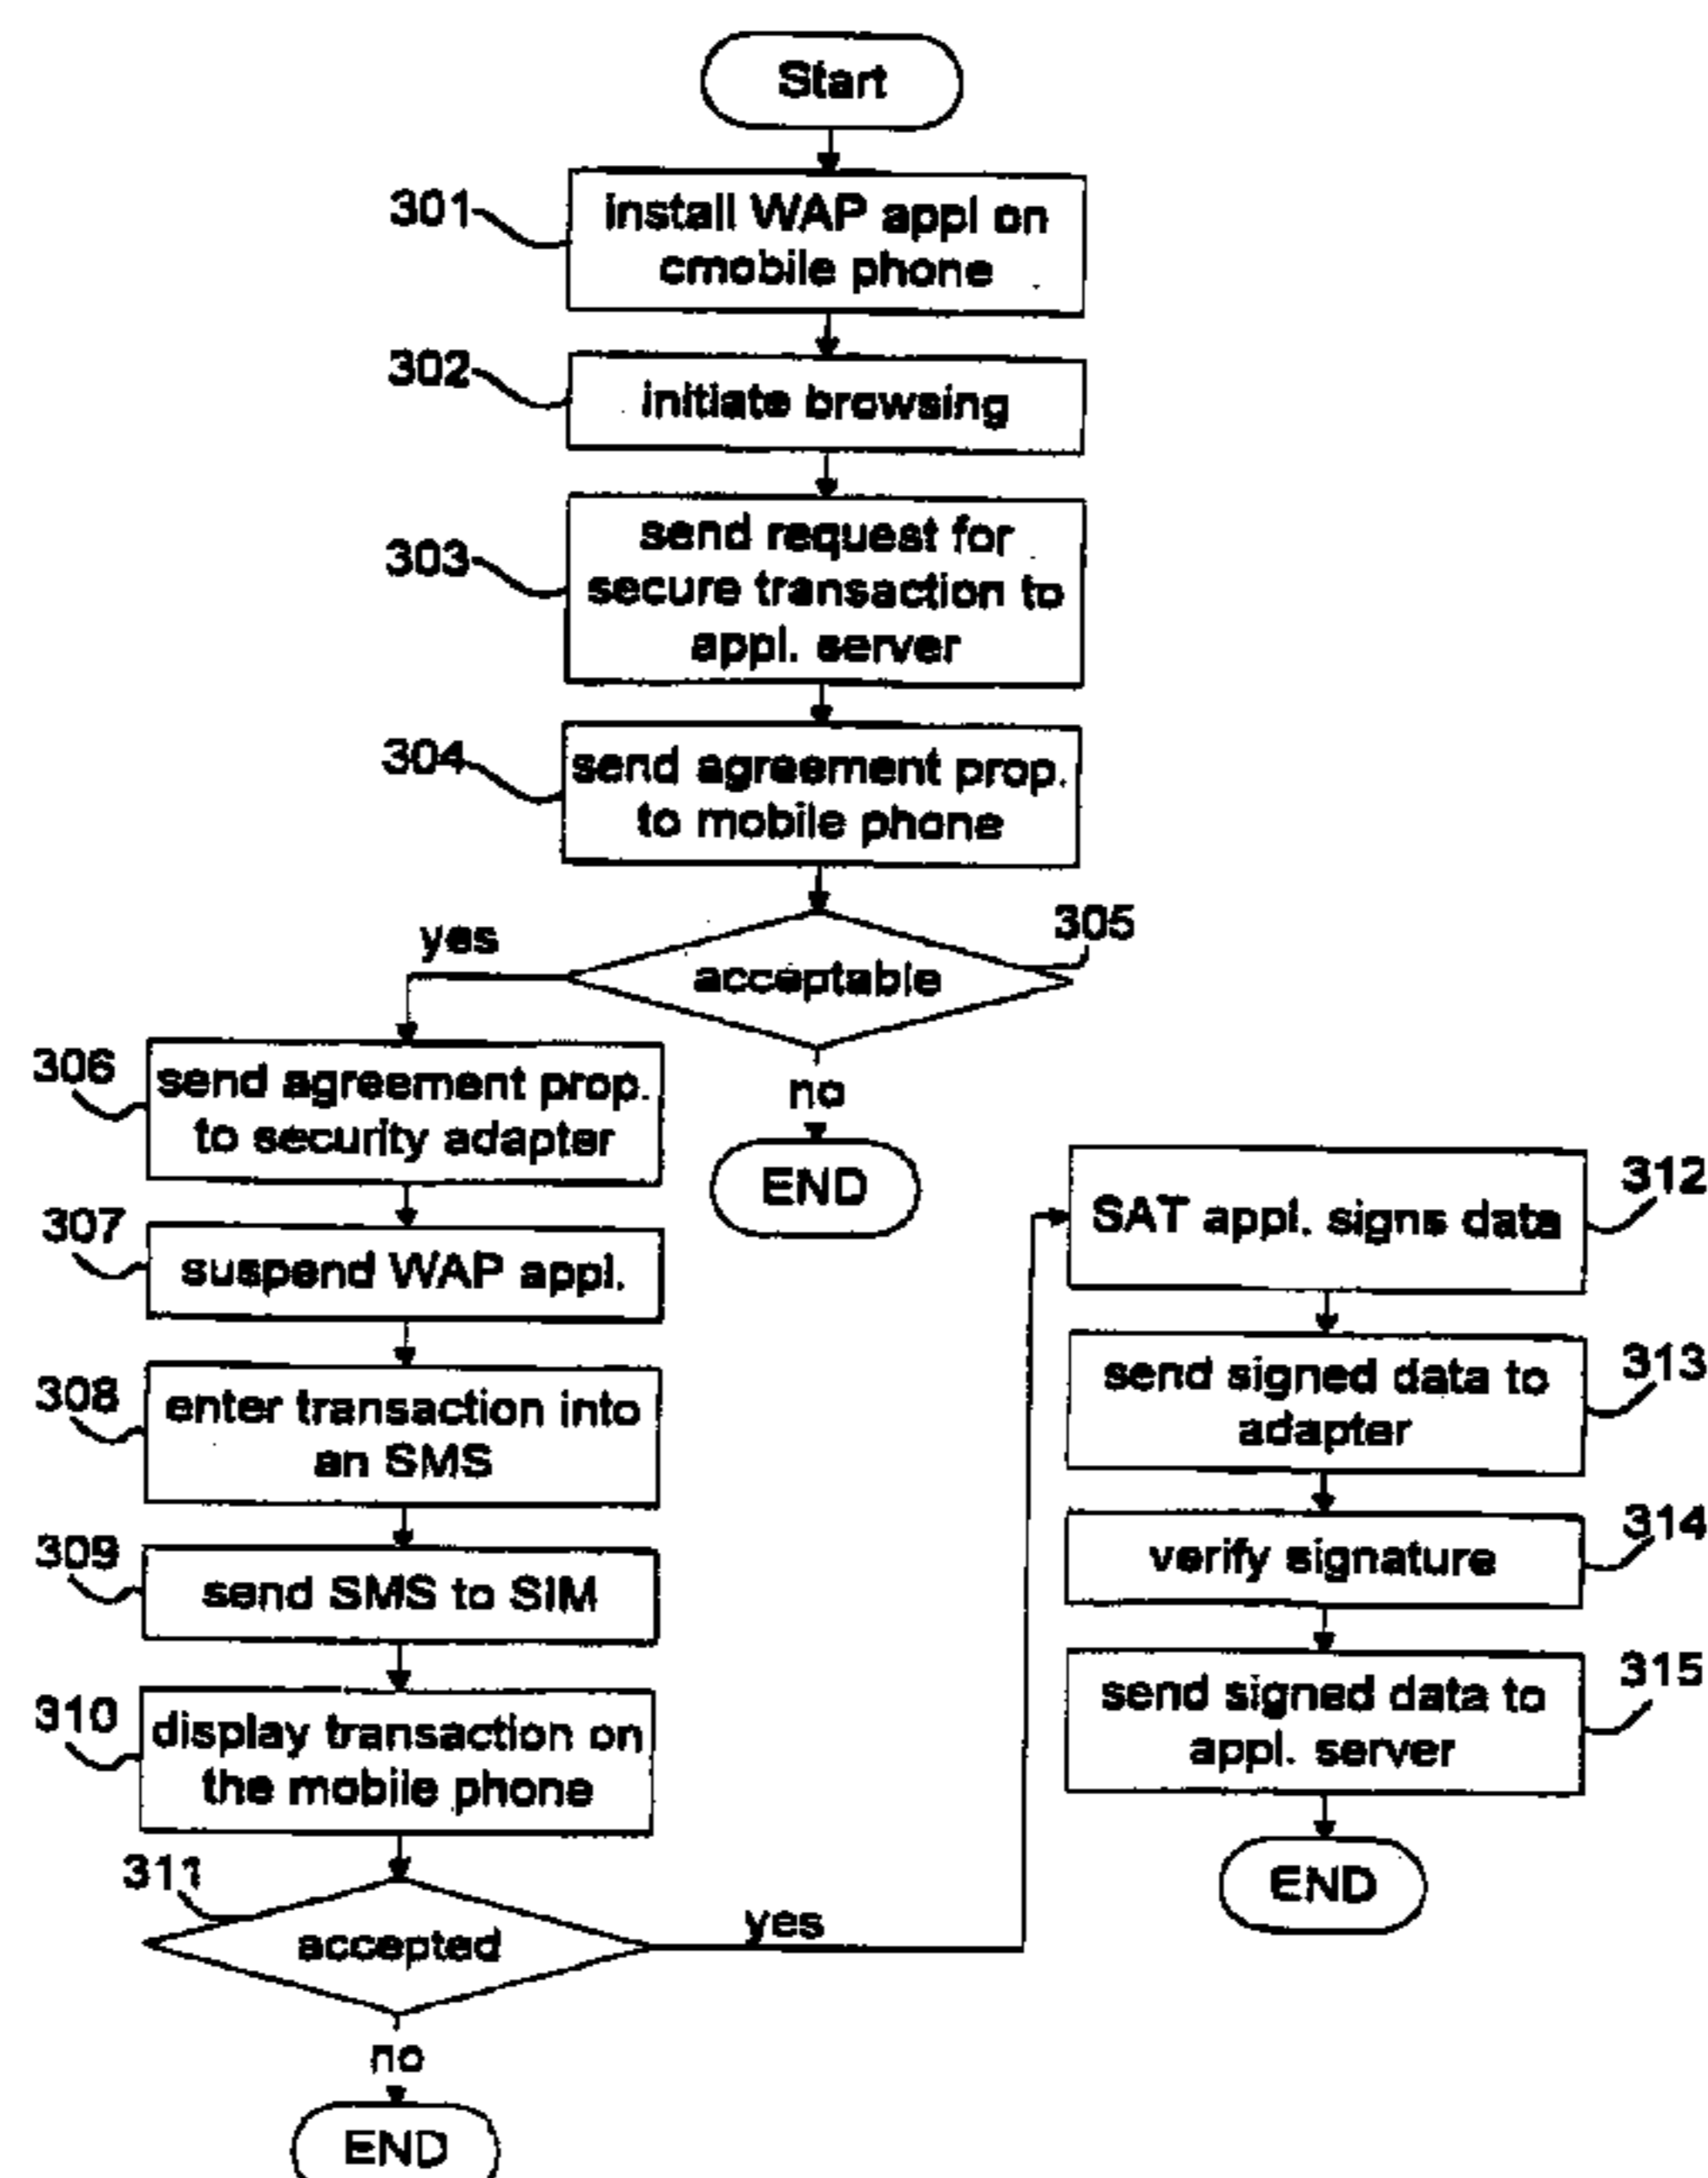 Start
301
install WAP appl on
cmobile phone
302
initiate browsing
303
send request for
secure transaction to
appl. server
304
send agreement prop.
to mobile phone
305
acceptable
yes
no
END
306
send agreement prop.
to security adapter
307
suspend WAP appl.
308
enter transaction into
an SMS
309
send SMS to SIM
310
display transaction on
the mobile phone
311
accepted
yes
no
END
312
SAT appl. signs data
313
send signed data to
adapter
314
verify signature
315
send signed data to
appl. server
END